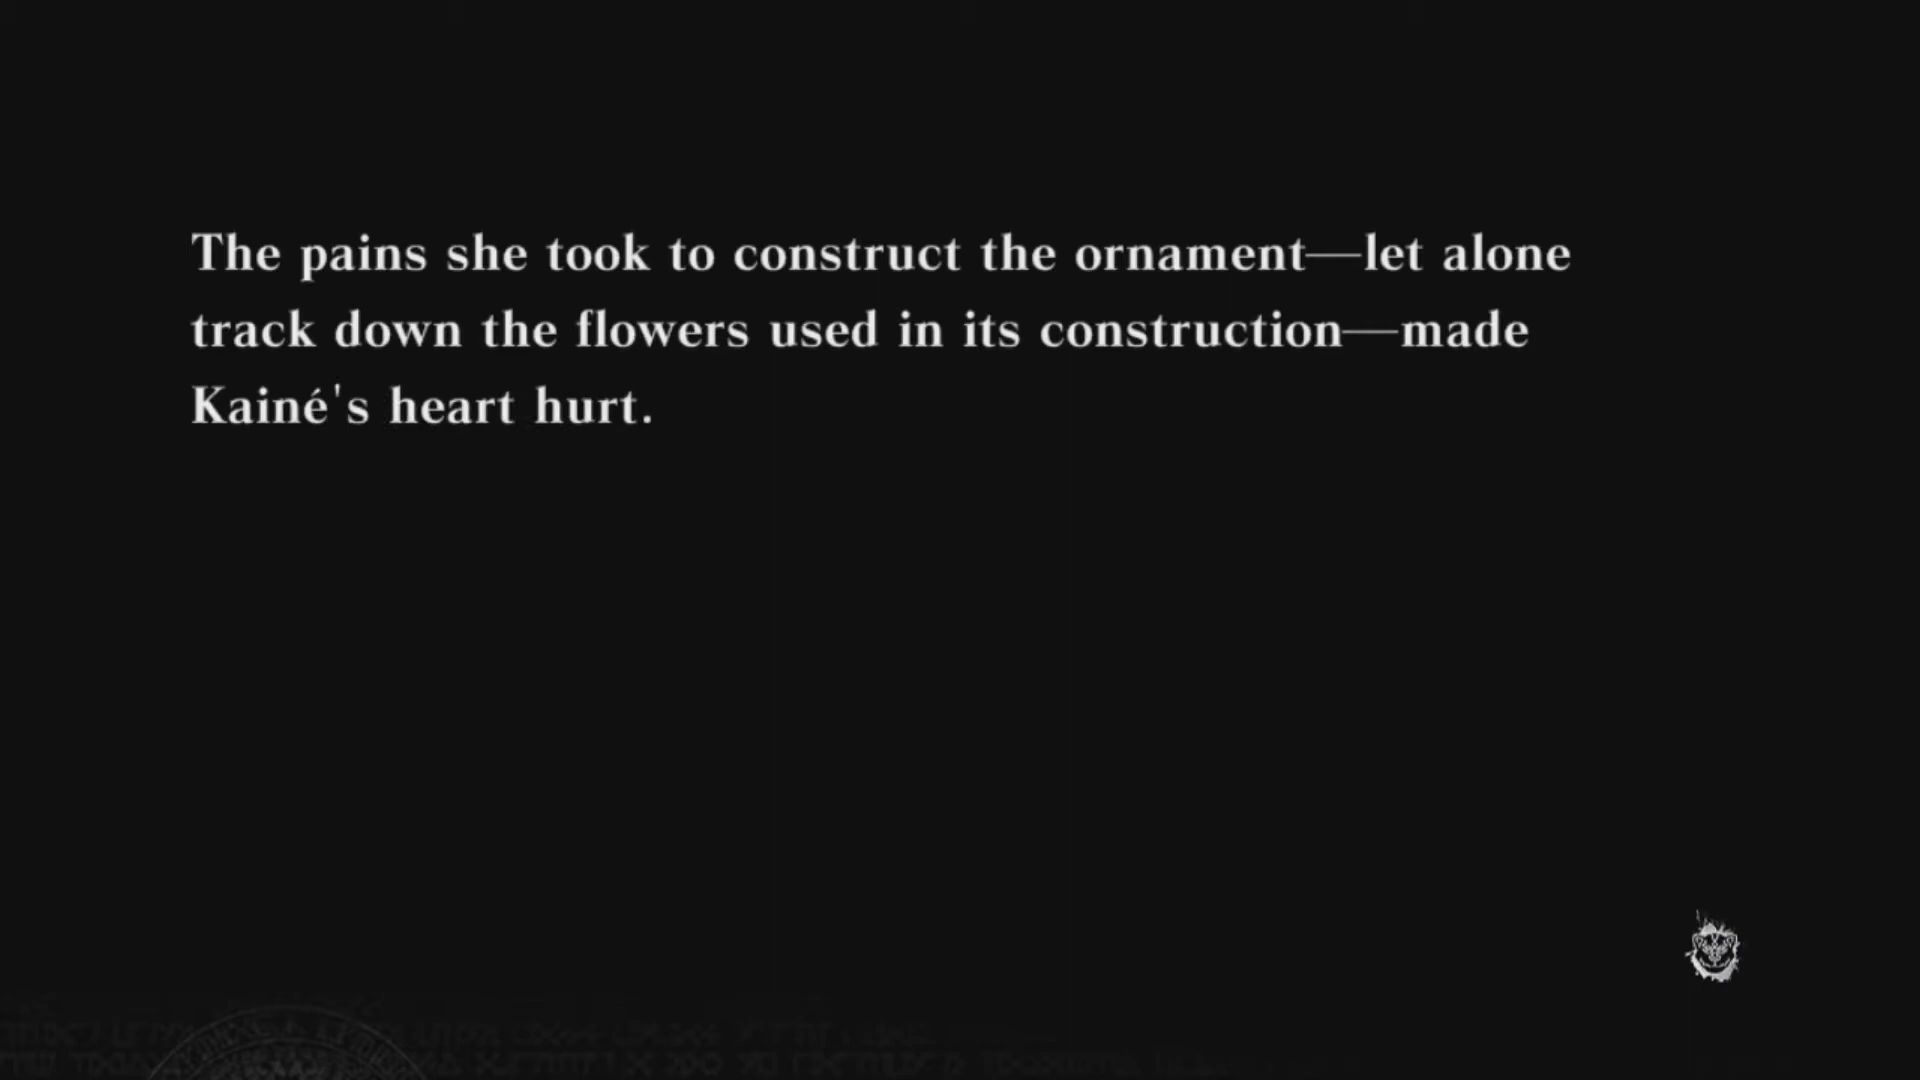 The pains she took to construct the ornament—let alone
track down the flowers used in its construction—made
Kainé's heart hurt.